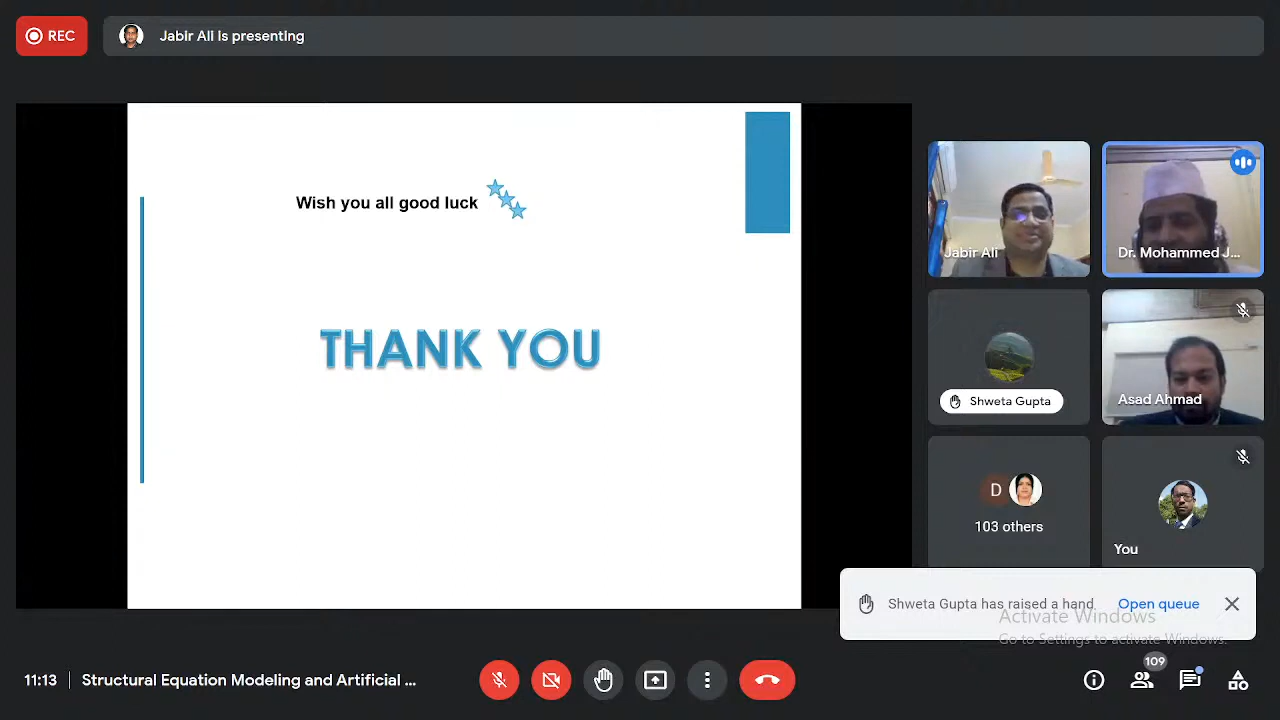 REC
Jabir Ali is presenting
Wish you all good luck
THANK YOU
Jabir Ali
Dr. Mohammed J...
Shweta Gupta
Asad Ahmad
D
103 others
You
Shweta Gupta has raised a hand
Open queue
Activate Windows
Go to Settings to activate Windows.
11:13
Structural Equation Modeling and Artificial ...
109